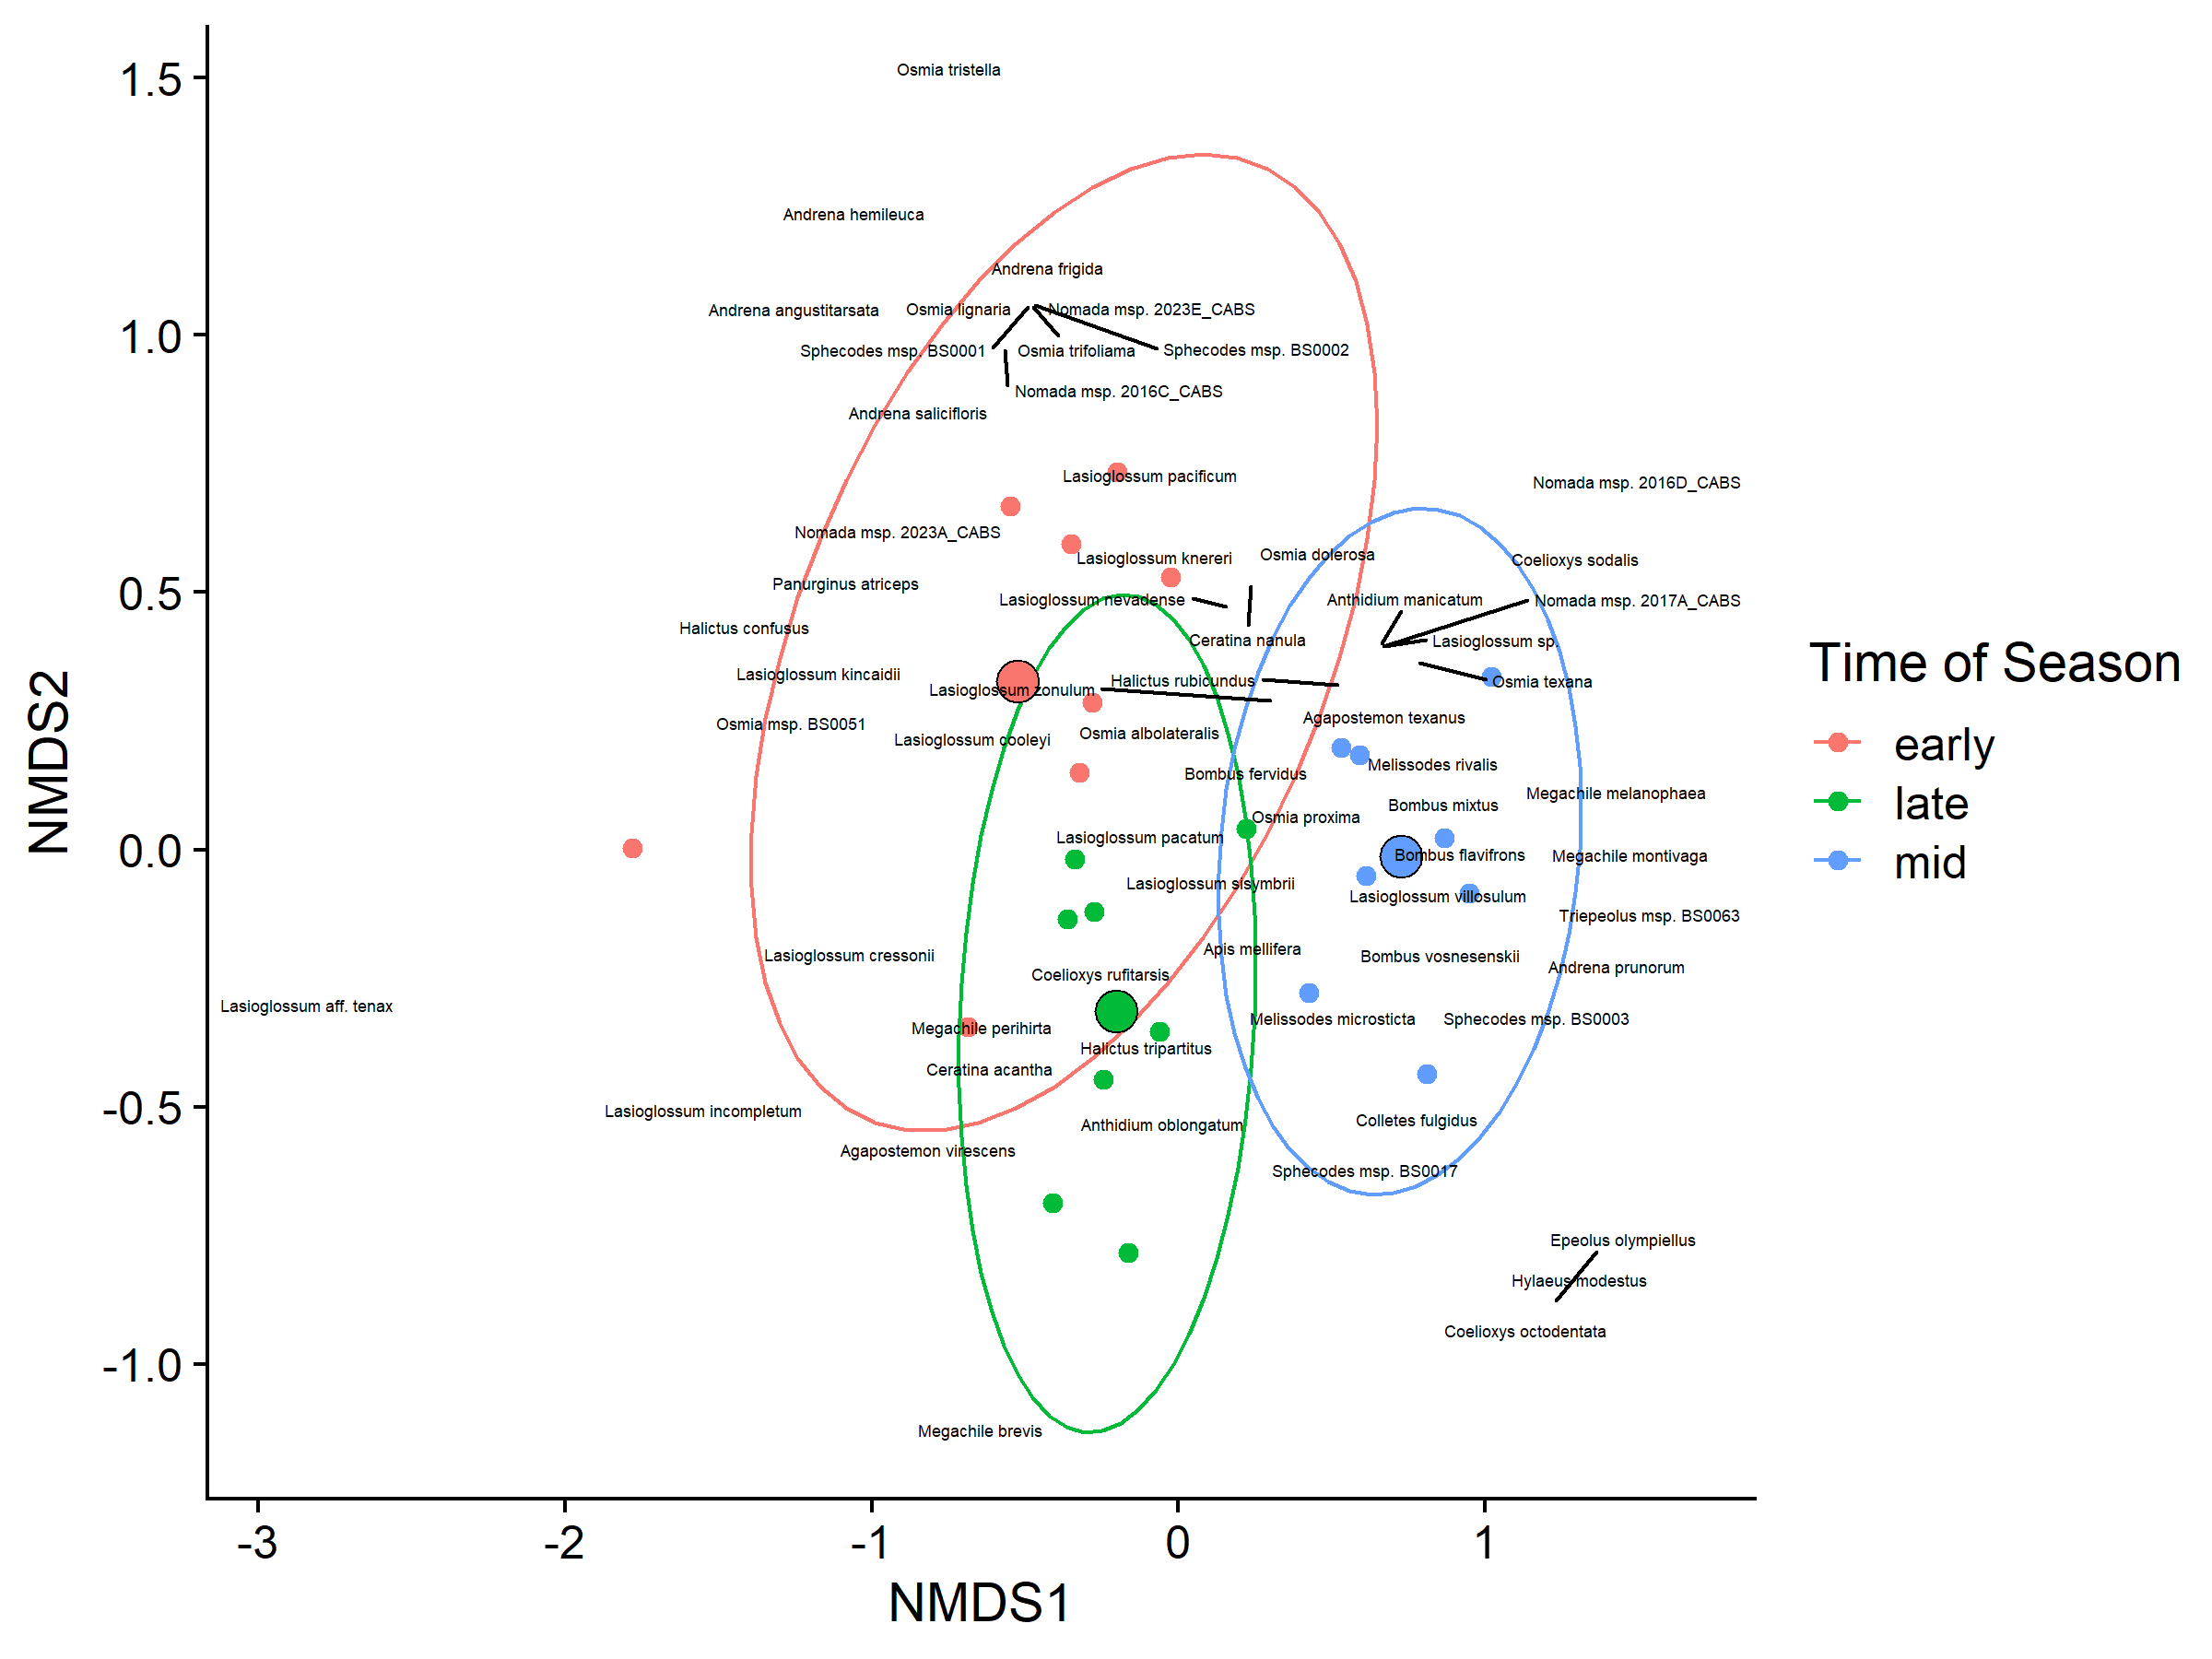 Osmia tristella
1.5
Andrena hemileuca
Andrena frigida
Andrena angustitarsata
Osmia lignaria
Nomada msp. 2023E_CABS
1.0
Sphecodes msp. BS0001
Osmia trifoliama
Sphecodes msp. BS0002
Nomada msp. 2016C_CABS
Andrena salicifloris
Lasioglossum pacificum
Nomada msp. 2016D_CABS
Nomada msp. 2023A_CABS
Lasioglossum knereri
Osmia dolerosa
Coelioxys sodalis
0.5
Panurginus atriceps
Lasioglossum nevadense
Anthidium manicatum
Nomada msp. 2017A_CABS
Halictus confusus
Ceratina nanula
Lasioglossum sp.
Lasioglossum kincaidii
Lasioglossum zonulum
Halictus rubicundus
Osmia texana
Osmia msp. BS0051
Lasioglossum cooleyi
Osmia albolateralis
Agapostemon texanus
Bombus fervidus
Melissodes rivalis
Megachile melanophaea
Bombus mixtus
Osmia proxima
0.0
Lasioglossum pacatum
Bombus flavifrons
Megachile montivaga
Lasioglossum sisymbrii
Lasioglossum villosulum
Triepeolus msp. BS0063
Lasioglossum cressonii
Apis mellifera
Bombus vosnesenskii
Andrena prunorum
Coelioxys rufitarsis
Lasioglossum aff. tenax
Megachile perihirta
Melissodes microsticta
Sphecodes msp. BS0003
Halictus tripartitus
Ceratina acantha
-0.5
Lasioglossum incompletum
Anthidium oblongatum
Colletes fulgidus
Agapostemon virescens
Sphecodes msp. BS0017
Epeolus olympiellus
Hylaeus modestus
Coelioxys octodentata
-1.0
Megachile brevis
NMDS2
-3
-2
-1
0
1
NMDS1
Time of Season
early
late
mid